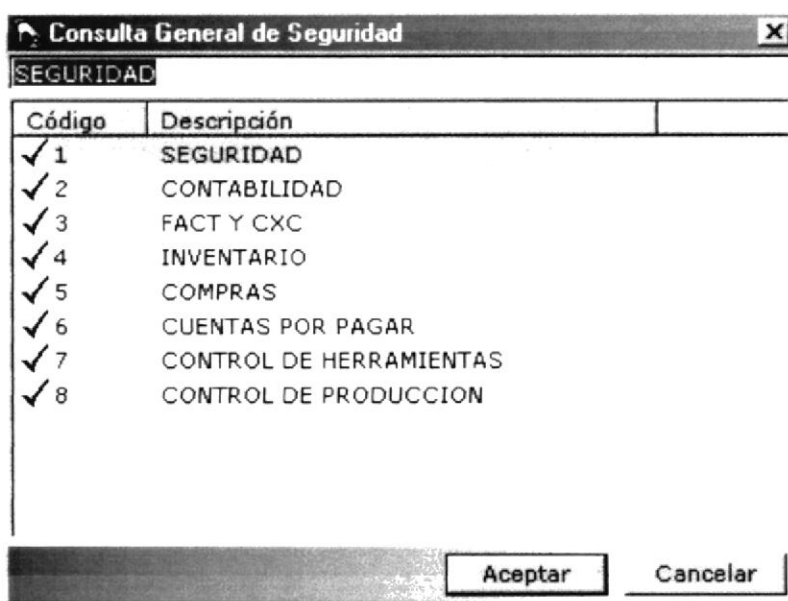 Consulta General de Seguridad
SEGURIDAD
Código Descripción
1 SEGURIDAD
2 CONTABILIDAD
3 FACT Y CXC
4 INVENTARIO
5 COMPRAS
6 CUENTAS POR PAGAR
7 CONTROL DE HERRAMIENTAS
8 CONTROL DE PRODUCCION
Aceptar Cancelar